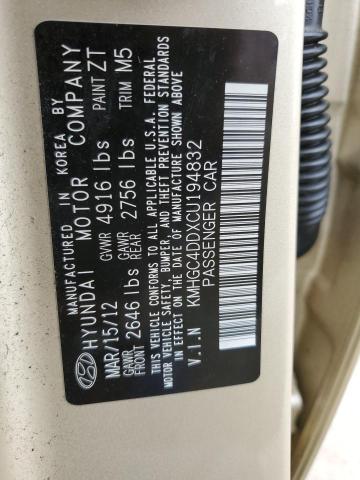 MANUFACTURED IN KOREA BY
HYUNDAI MOTOR COMPANY
MAR/15/12 GVWR 4916 lbs PAINT ZT
GAWR FRONT 2646 lbs GAWR REAR 2756 lbs TRIM M5
THIS VEHICLE CONFORMS TO ALL APPLICABLE U.S.A. FEDERAL
MOTOR VEHICLE SAFETY, BUMPER, AND THEFT PREVENTION STANDARDS
IN EFFECT ON THE DATE OF MANUFACTURE SHOWN ABOVE.
V.I.N KMHGC4DDXCU194832
PASSENGER CAR